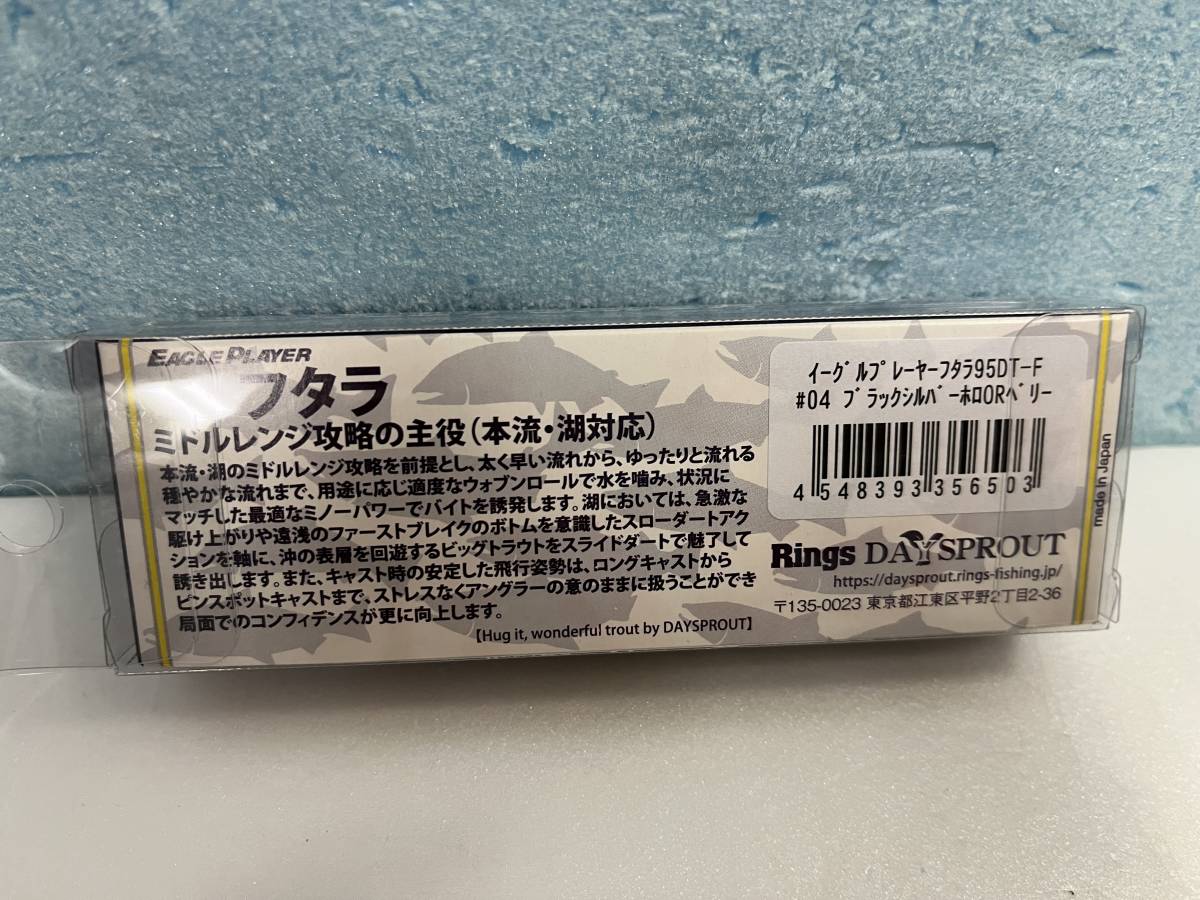 EAGLE PLAYER
フタラ
ミドルレンジ攻略の主役(本流・湖対応)
本流・湖のミドルレンジ攻略を前提とし、太く早い流れから、ゆったりと流れる
穏やかな流れまで、用途に応じ適度なウォブンロールで水を噛み、状況に
マッチした最適なミノーパワーでバイトを誘発します。湖においては、急激な
駆け上がりや遠浅のファーストブレイクのボトムを意識したスローダートアク
ションを軸に、沖の表層を回遊するビッグトラウトをスライドダートで魅了して
誘き出します。また、キャスト時の安定した飛行姿勢は、ロングキャストから
ピンスポットキャストまで、ストレスなくアングラーの意のままに扱うことができ
局面でのコンフィデンスが更に向上します。
【Hug it, wonderful trout by DAYSPROUT】
ｲｰｸﾞﾙﾌﾟﾚｰﾔｰﾌﾀﾗ95DT-F
#04 ﾌﾞﾗｯｸｼﾙﾊﾞｰﾎﾛORﾍﾞﾘｰ
4 548393 356503
made in Japan
Rings DAYSPROUT
https://daysprout.rings-fishing.jp/
〒135-0023 東京都江東区平野2丁目2-36